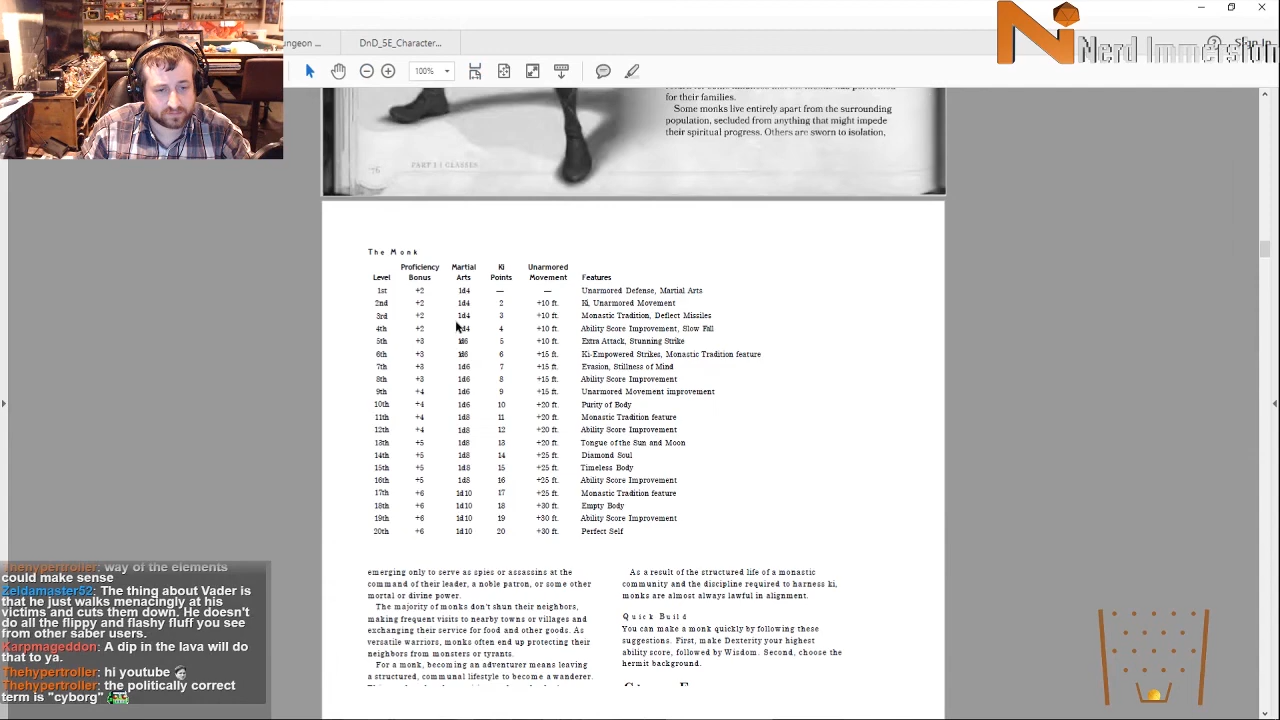 ungeon ...
DnD_5E_Character...
Sign In
Nerd Immersi
100%
for their families.
Some monks live entirely apart from the surrounding
population, secluded from anything that might impede
their spiritual progress. Others are sworn to isolation,
76
PART 1 | CLASSES
The Monk
Proficiency Martial Ki Unarmored
Level Bonus Arts Points Movement Features
1st +2 1d4 — — Unarmored Defense, Martial Arts
2nd +2 1d4 2 +10 ft. Ki, Unarmored Movement
3rd +2 1d4 3 +10 ft. Monastic Tradition, Deflect Missiles
4th +2 1d4 4 +10 ft. Ability Score Improvement, Slow Fall
5th +3 1d6 5 +10 ft. Extra Attack, Stunning Strike
6th +3 1d6 6 +15 ft. Ki-Empowered Strikes, Monastic Tradition feature
7th +3 1d6 7 +15 ft. Evasion, Stillness of Mind
8th +3 1d6 8 +15 ft. Ability Score Improvement
9th +4 1d6 9 +15 ft. Unarmored Movement improvement
10th +4 1d6 10 +20 ft. Purity of Body
11th +4 1d8 11 +20 ft. Monastic Tradition feature
12th +4 1d8 12 +20 ft. Ability Score Improvement
13th +5 1d8 13 +20 ft. Tongue of the Sun and Moon
14th +5 1d8 14 +25 ft. Diamond Soul
15th +5 1d8 15 +25 ft. Timeless Body
16th +5 1d8 16 +25 ft. Ability Score Improvement
17th +6 1d10 17 +25 ft. Monastic Tradition feature
18th +6 1d10 18 +30 ft. Empty Body
19th +6 1d10 19 +30 ft. Ability Score Improvement
20th +6 1d10 20 +30 ft. Perfect Self
emerging only to serve as spies or assassins at the
command of their leader, a noble patron, or some other
mortal or divine power.
The majority of monks don't shun their neighbors,
making frequent visits to nearby towns or villages and
exchanging their service for food and other goods. As
versatile warriors, monks often end up protecting their
neighbors from monsters or tyrants.
For a monk, becoming an adventurer means leaving
a structured, communal lifestyle to become a wanderer.
As a result of the structured life of a monastic
community and the discipline required to harness ki,
monks are almost always lawful in alignment.
Quick Build
You can make a monk quickly by following these
suggestions. First, make Dexterity your highest
ability score, followed by Wisdom. Second, choose the
hermit background.
Thehypertroller: way of the elements
could make sense
Zeldamaster52: The thing about Vader is
that he just walks menacingly at his
victims and cuts them down. He doesn't
do all the flippy and flashy fluff you see
from other saber users.
Karpmageddon: A dip in the lava will do
that to ya.
Thehypertroller: hi youtube
Thehypertroller: the politically correct
term is "cyborg"